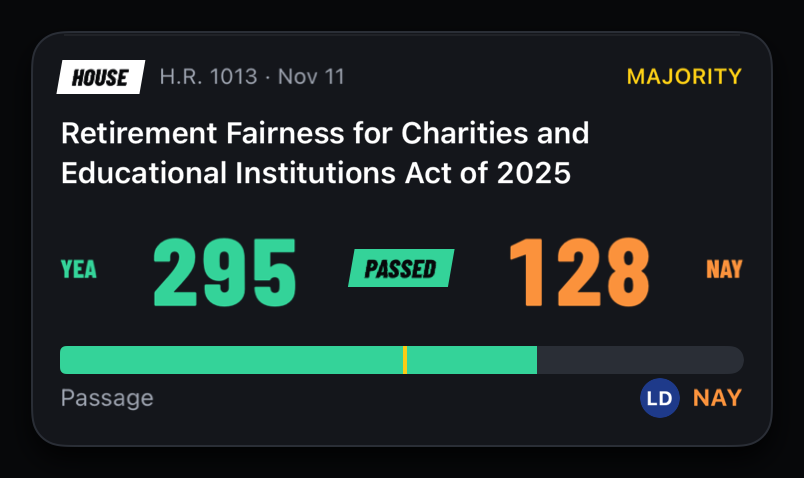 HOUSE H.R. 1013 · Nov 11 MAJORITY
Retirement Fairness for Charities and
Educational Institutions Act of 2025
YEA 295 PASSED 128 NAY
Passage LD NAY